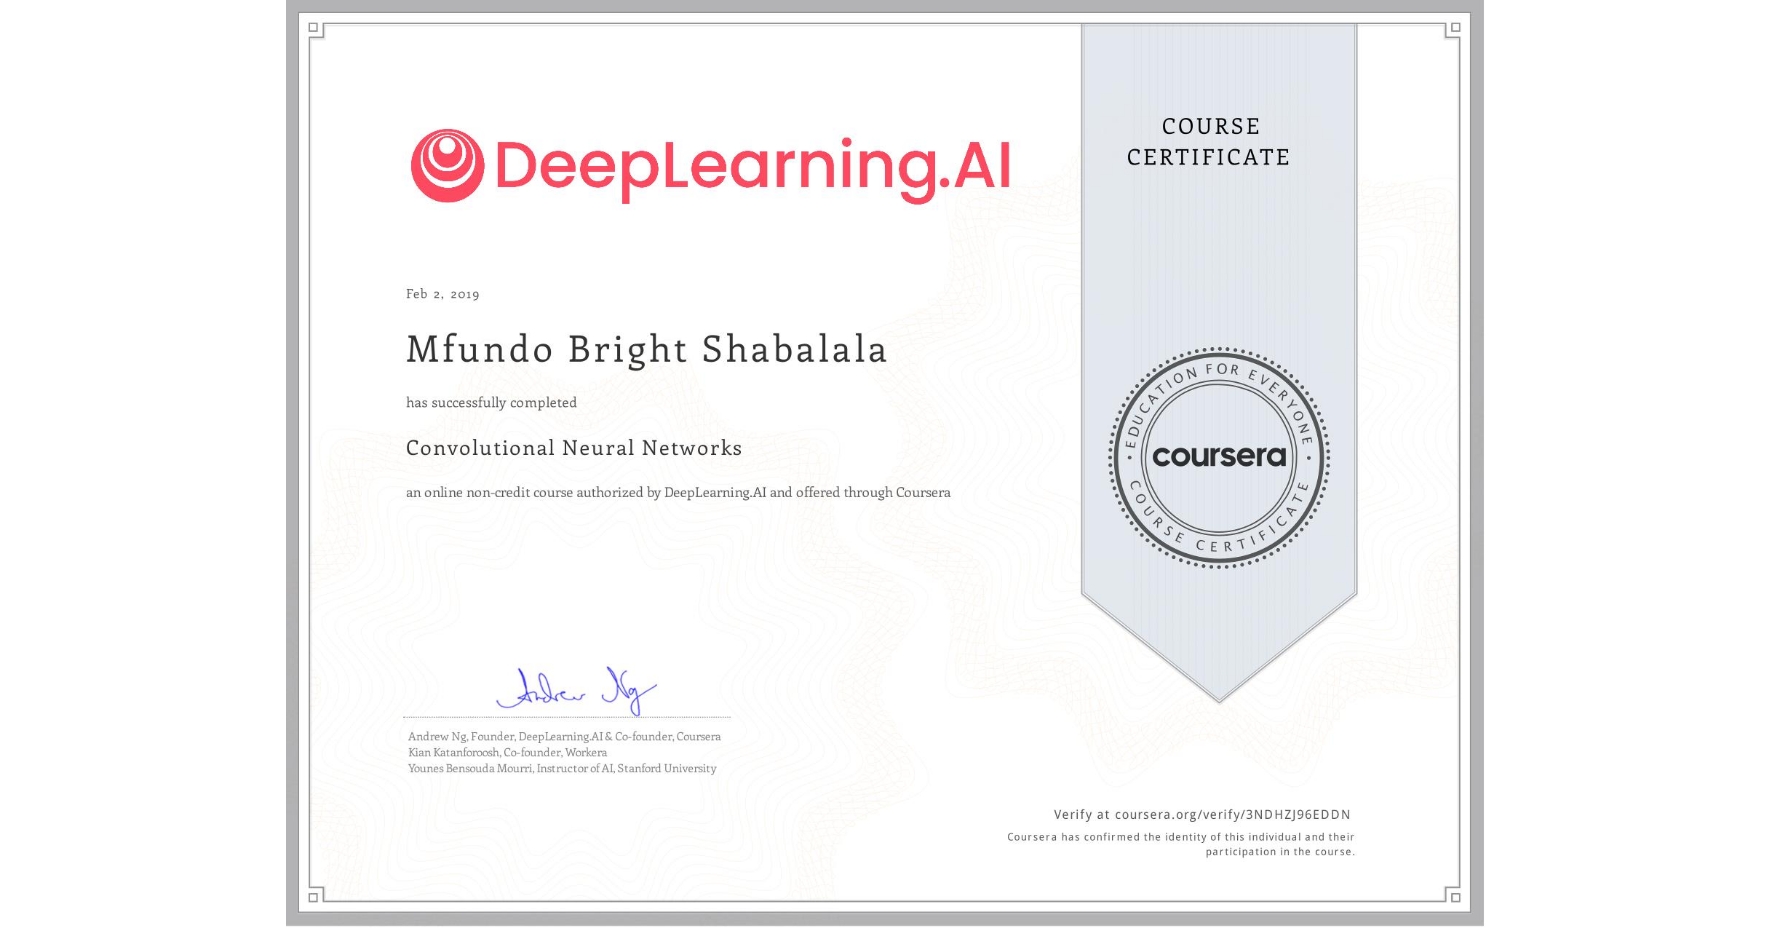 DeepLearning.AI
COURSE
CERTIFICATE
Feb 2, 2019
Mfundo Bright Shabalala
has successfully completed
Convolutional Neural Networks
an online non-credit course authorized by DeepLearning.AI and offered through Coursera
EDUCATION FOR EVERYONE
coursera
COURSE CERTIFICATE
Andrew Ng
Andrew Ng, Founder, DeepLearning.AI & Co-founder, Coursera
Kian Katanforoosh, Co-founder, Workera
Younes Bensouda Mourri, Instructor of AI, Stanford University
Verify at coursera.org/verify/3NDHZJ96EDDN
Coursera has confirmed the identity of this individual and their
participation in the course.